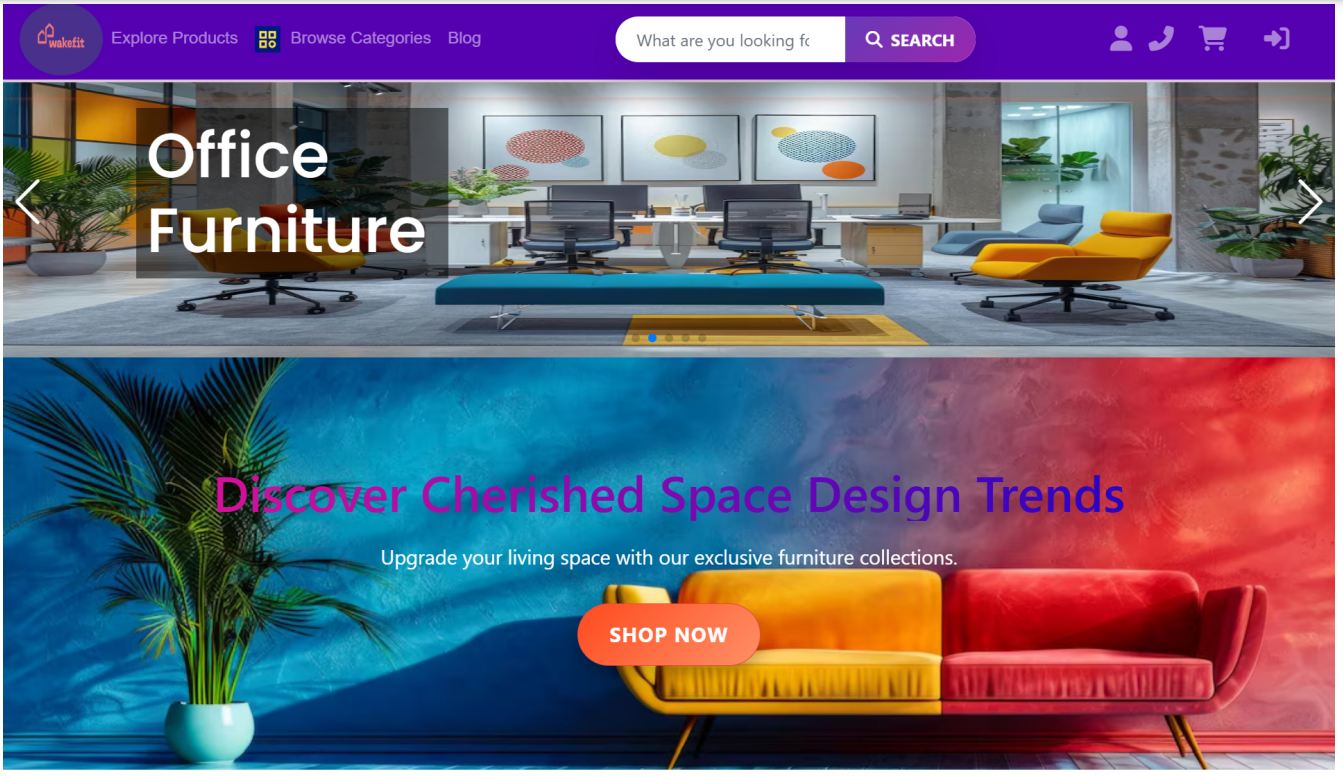 wakefit
Explore Products
Browse Categories
Blog
What are you looking fo
SEARCH
Office
Furniture
Discover Cherished Space Design Trends
Upgrade your living space with our exclusive furniture collections.
SHOP NOW